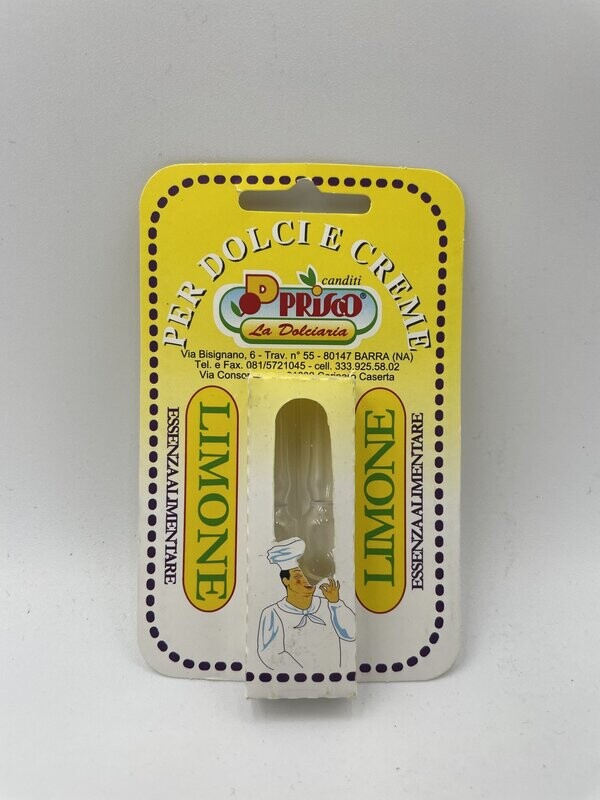 PER DOLCI E CREME
canditi
PRISCO®
La Dolciaria
Via Bisignano, 6 - Trav. n° 55 - 80147 BARRA (NA)
Tel. e Fax. 081/5721045 - cell. 333.925.58.02
Caserta
LIMONE
ESSENZA ALIMENTARE
LIMONE
ESSENZA ALIMENTARE